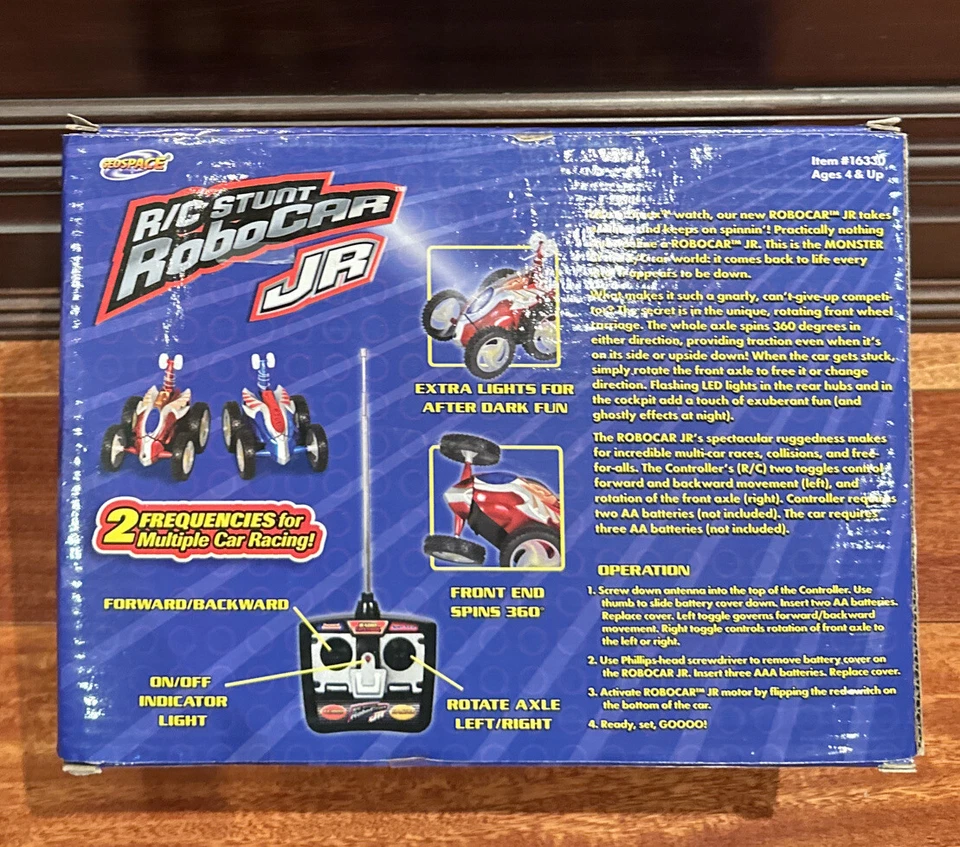 GEOSPACE
R/C STUNT
ROBOCAR
JR
Item #16330
Ages 4 & Up
watch, our new ROBOCAR™ JR takes
and keeps on spinnin'! Practically nothing
a ROBOCAR™ JR. This is the MONSTER
world: it comes back to life every
appears to be down.
What makes it such a gnarly, can't-give-up competi-
The secret is in the unique, rotating front wheel
carriage. The whole axle spins 360 degrees in
either direction, providing traction even when it's
on its side or upside down! When the car gets stuck,
simply rotate the front axle to free it or change
direction. Flashing LED lights in the rear hubs and in
the cockpit add a touch of exuberant fun (and
ghostly effects at night).
The ROBOCAR JR's spectacular ruggedness makes
for incredible multi-car races, collisions, and free-
for-alls. The Controller's (R/C) two toggles control
forward and backward movement (left), and
rotation of the front axle (right). Controller requires
two AA batteries (not included). The car requires
three AA batteries (not included).
EXTRA LIGHTS FOR
AFTER DARK FUN
2 FREQUENCIES for
Multiple Car Racing!
FRONT END
SPINS 360°
FORWARD/BACKWARD
ON/OFF
INDICATOR
LIGHT
ROTATE AXLE
LEFT/RIGHT
JR
OPERATION
1. Screw down antenna into the top of the Controller. Use
thumb to slide battery cover down. Insert two AA batteries.
Replace cover. Left toggle governs forward/backward
movement. Right toggle controls rotation of front axle to
the left or right.
2. Use Phillips-head screwdriver to remove battery cover on
the ROBOCAR JR. Insert three AAA batteries. Replace cover.
3. Activate ROBOCAR™ JR motor by flipping the red switch on
the bottom of the car.
4. Ready, set, GOOOO!